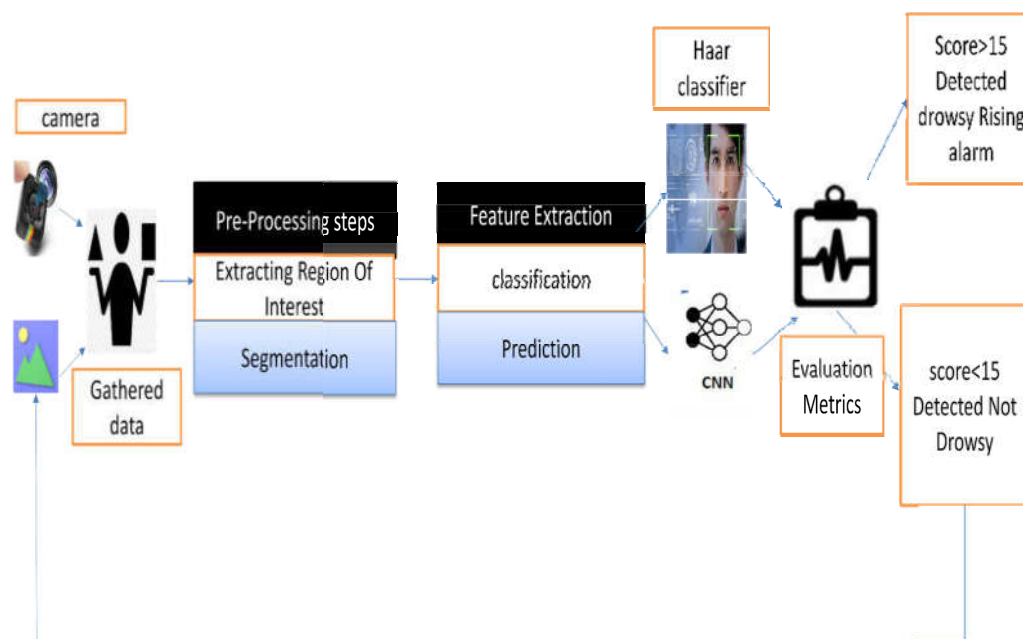 camera
Gathered
data
Pre-Processing steps
Extracting Region Of
Interest
Segmentation
Feature Extraction
classification
Prediction
Haar
classifier
CNN
Evaluation
Metrics
Score>15
Detected
drowsy Rising
alarm
score<15
Detected Not
Drowsy